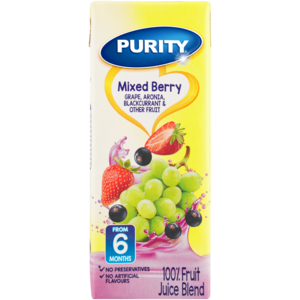 PURITY
Mixed Berry
GRAPE, ARONIA,
BLACKCURRANT &
OTHER FRUIT
FROM
6
MONTHS
✓NO PRESERVATIVES
✓NO ARTIFICIAL
FLAVOURS
100% Fruit
Juice Blend